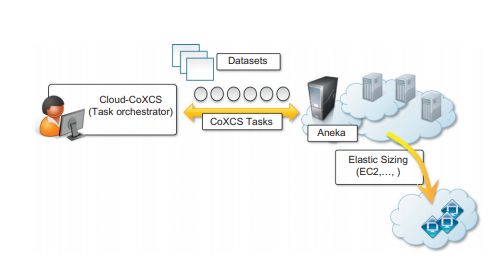 Datasets
Cloud-CoXCS
(Task orchestrator)
CoXCS Tasks
Aneka
Elastic Sizing
(EC2,..., )